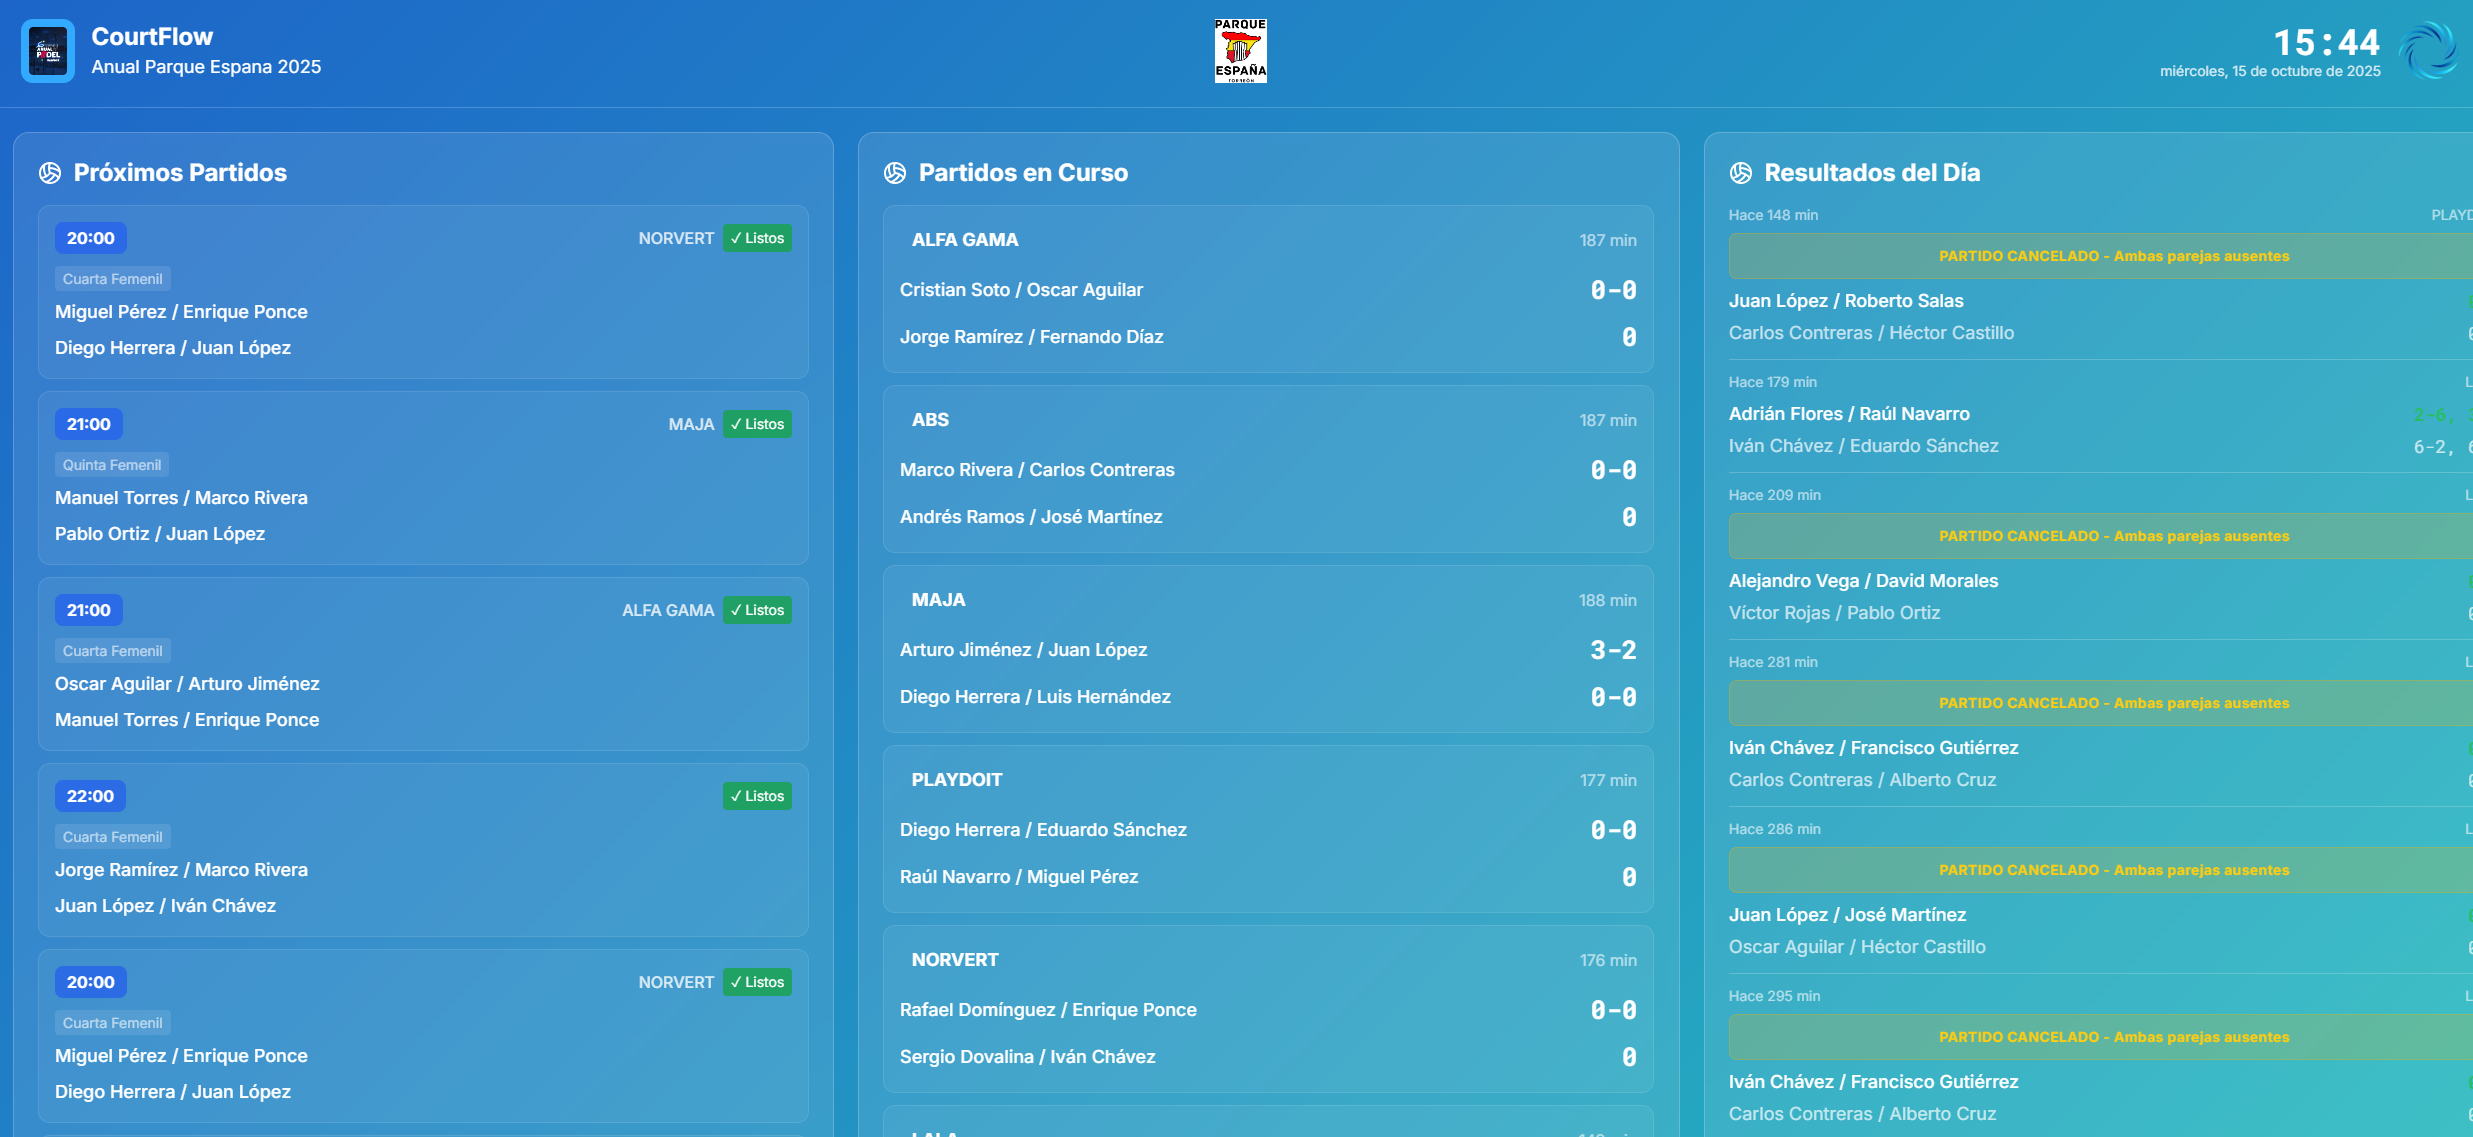 CourtFlow
Anual Parque Espana 2025
PARQUE
ESPAÑA
TORREÓN
15:44
miércoles, 15 de octubre de 2025
Próximos Partidos
20:00 NORVERT ✓ Listos
Cuarta Femenil
Miguel Pérez / Enrique Ponce
Diego Herrera / Juan López
21:00 MAJA ✓ Listos
Quinta Femenil
Manuel Torres / Marco Rivera
Pablo Ortiz / Juan López
21:00 ALFA GAMA ✓ Listos
Cuarta Femenil
Oscar Aguilar / Arturo Jiménez
Manuel Torres / Enrique Ponce
22:00 ✓ Listos
Cuarta Femenil
Jorge Ramírez / Marco Rivera
Juan López / Iván Chávez
20:00 NORVERT ✓ Listos
Cuarta Femenil
Miguel Pérez / Enrique Ponce
Diego Herrera / Juan López
Partidos en Curso
ALFA GAMA 187 min
Cristian Soto / Oscar Aguilar 0-0
Jorge Ramírez / Fernando Díaz 0
ABS 187 min
Marco Rivera / Carlos Contreras 0-0
Andrés Ramos / José Martínez 0
MAJA 188 min
Arturo Jiménez / Juan López 3-2
Diego Herrera / Luis Hernández 0-0
PLAYDOIT 177 min
Diego Herrera / Eduardo Sánchez 0-0
Raúl Navarro / Miguel Pérez 0
NORVERT 176 min
Rafael Domínguez / Enrique Ponce 0-0
Sergio Dovalina / Iván Chávez 0
Resultados del Día
Hace 148 min PLAYD
PARTIDO CANCELADO - Ambas parejas ausentes
Juan López / Roberto Salas
Carlos Contreras / Héctor Castillo
Hace 179 min L
Adrián Flores / Raúl Navarro 2-6,
Iván Chávez / Eduardo Sánchez 6-2,
Hace 209 min L
PARTIDO CANCELADO - Ambas parejas ausentes
Alejandro Vega / David Morales
Víctor Rojas / Pablo Ortiz
Hace 281 min L
PARTIDO CANCELADO - Ambas parejas ausentes
Iván Chávez / Francisco Gutiérrez
Carlos Contreras / Alberto Cruz
Hace 286 min L
PARTIDO CANCELADO - Ambas parejas ausentes
Juan López / José Martínez
Oscar Aguilar / Héctor Castillo
Hace 295 min L
PARTIDO CANCELADO - Ambas parejas ausentes
Iván Chávez / Francisco Gutiérrez
Carlos Contreras / Alberto Cruz